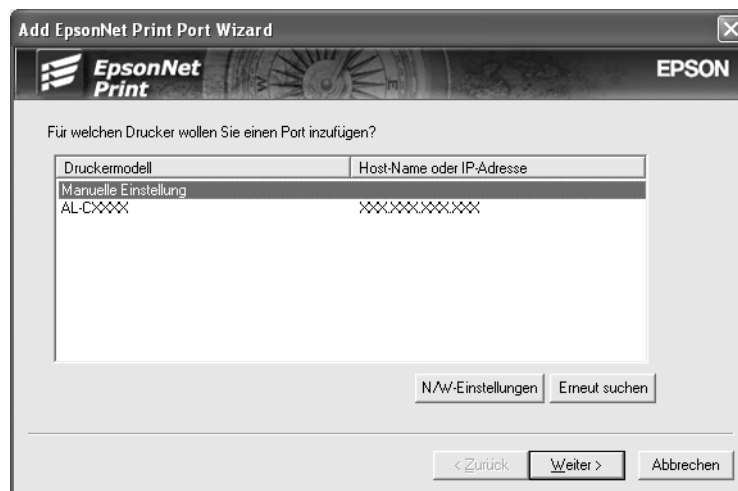 Add EpsonNet Print Port Wizard
EpsonNet
Print
EPSON
Für welchen Drucker wollen Sie einen Port inzufügen?
Druckermodell Host-Name oder IP-Adresse
Manuelle Einstellung
AL-CXXXX XXX.XXX.XXX.XXX
N/W-Einstellungen Erneut suchen
< Zurück Weiter > Abbrechen